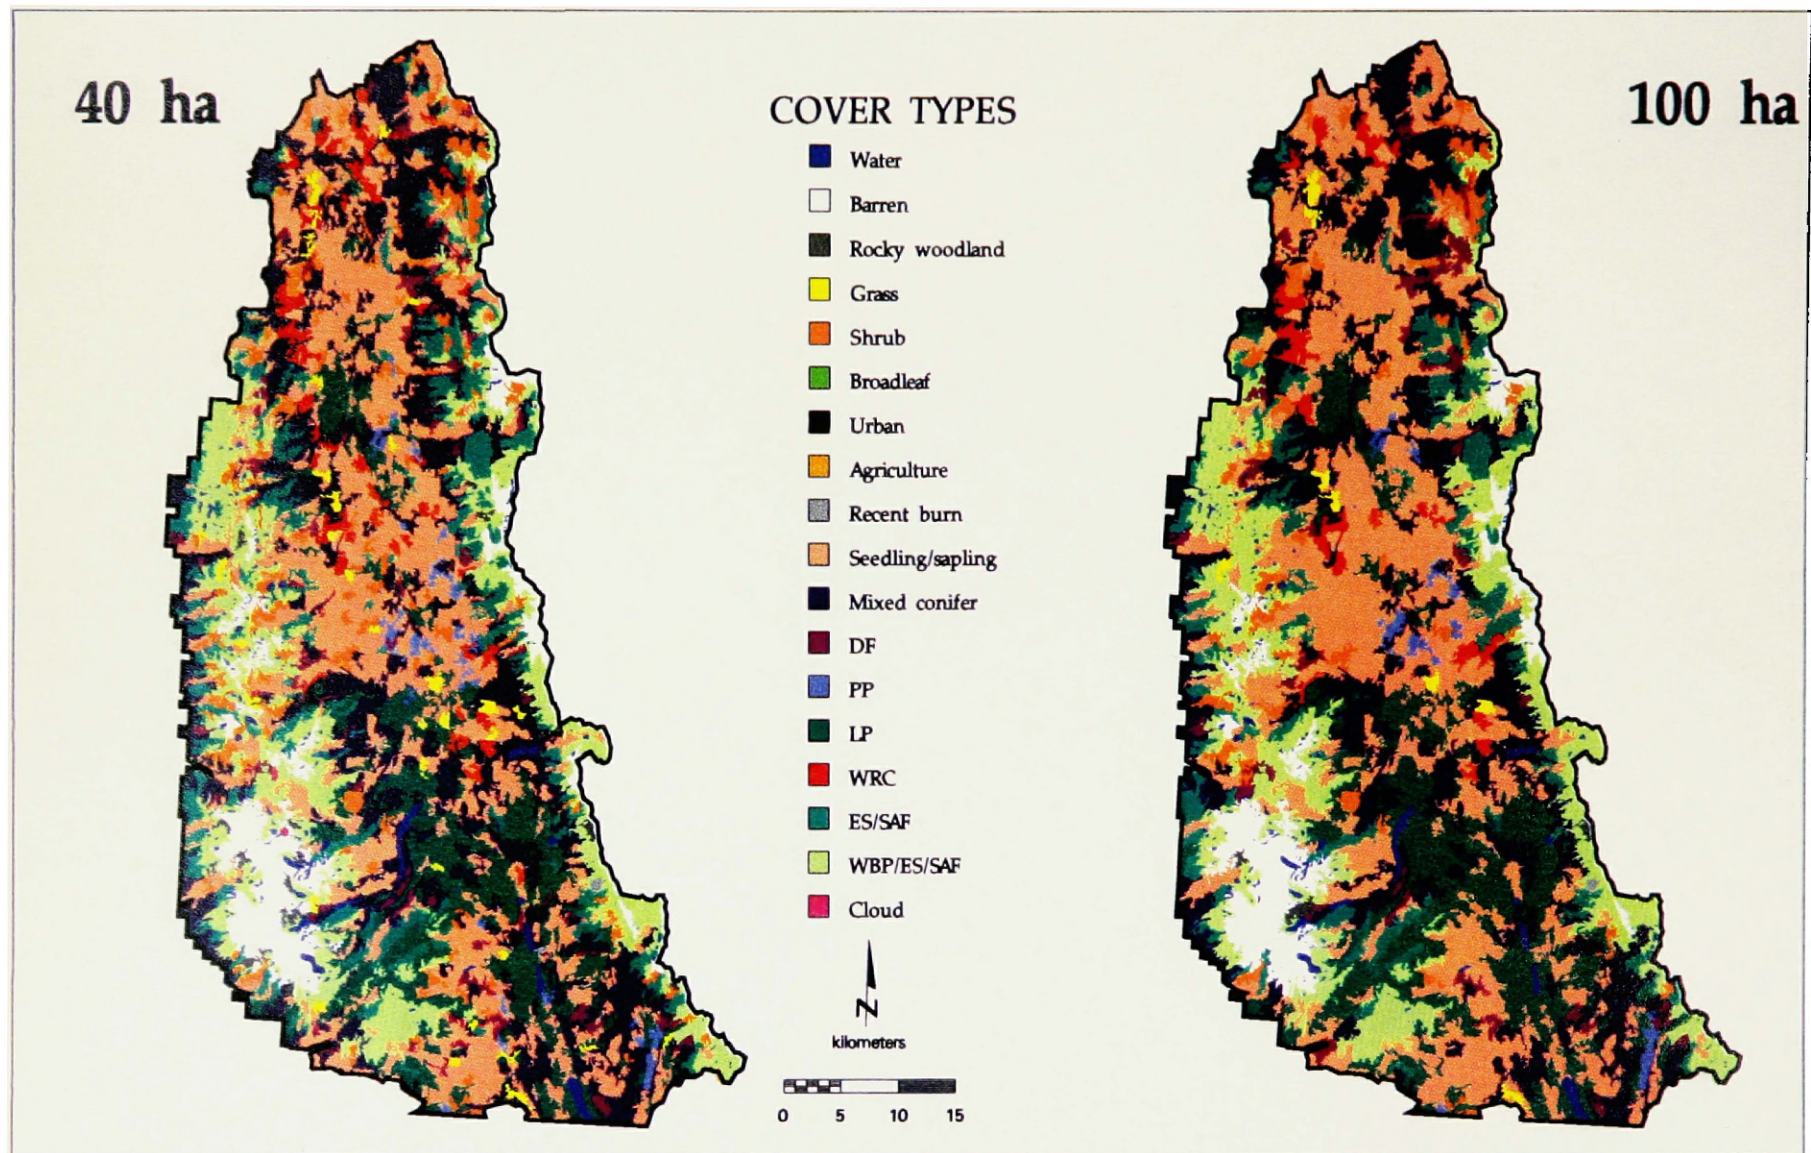 40 ha
COVER TYPES
100 ha
Water
Barren
Rocky woodland
Grass
Shrub
Broadleaf
Urban
Agriculture
Recent burn
Seedling/sapling
Mixed conifer
DF
PP
LP
WRC
ES/SAF
WBP/ES/SAF
Cloud
N
kilometers
0 5 10 15